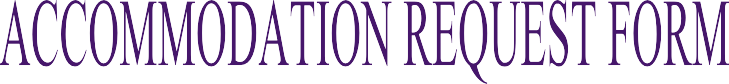 ACCOMMODATION REQUEST FORM